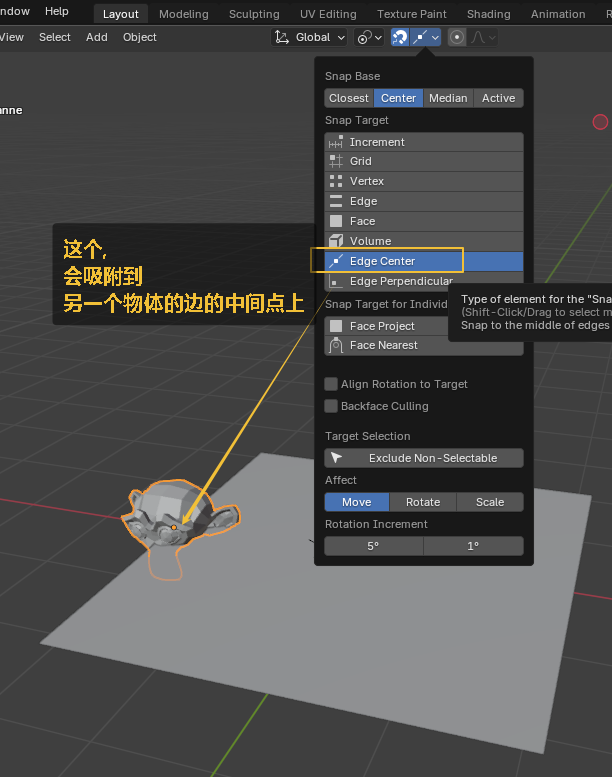 ndow Help Layout Modeling Sculpting UV Editing Texture Paint Shading Animation R
View Select Add Object Global
anne
Snap Base
Closest Center Median Active
Snap Target
Increment
Grid
Vertex
Edge
Face
Volume
Edge Center
Edge Perpendicular
这个,
会吸附到
另一个物体的边的中间点上
Type of element for the "Sna
(Shift-Click/Drag to select m
Snap to the middle of edges
Snap Target for Individ
Face Project
Face Nearest
Align Rotation to Target
Backface Culling
Target Selection
Exclude Non-Selectable
Affect
Move Rotate Scale
Rotation Increment
5° 1°